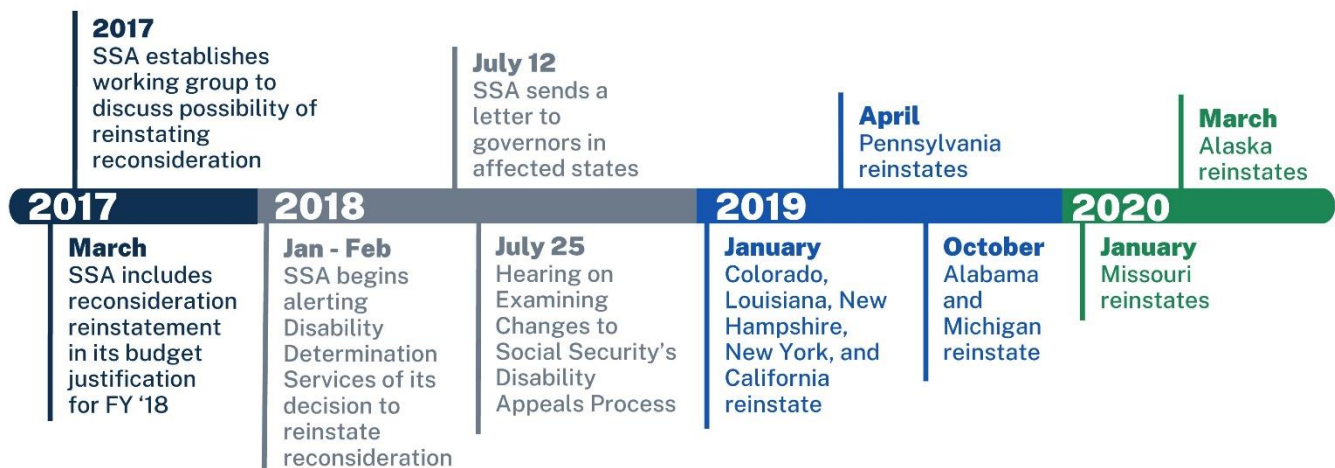 2017
SSA establishes
working group to
discuss possibility of
reinstating
reconsideration
July 12
SSA sends a
letter to
governors in
affected states
April
Pennsylvania
reinstates
March
Alaska
reinstates
2017
2018
2019
2020
March
SSA includes
reconsideration
reinstatement
in its budget
justification
for FY ‘18
Jan - Feb
SSA begins
alerting
Disability
Determination
Services of its
decision to
reinstate
reconsideration
July 25
Hearing on
Examining
Changes to
Social Security’s
Disability
Appeals Process
January
Colorado,
Louisiana, New
Hampshire,
New York, and
California
reinstate
October
Alabama
and
Michigan
reinstate
January
Missouri
reinstates